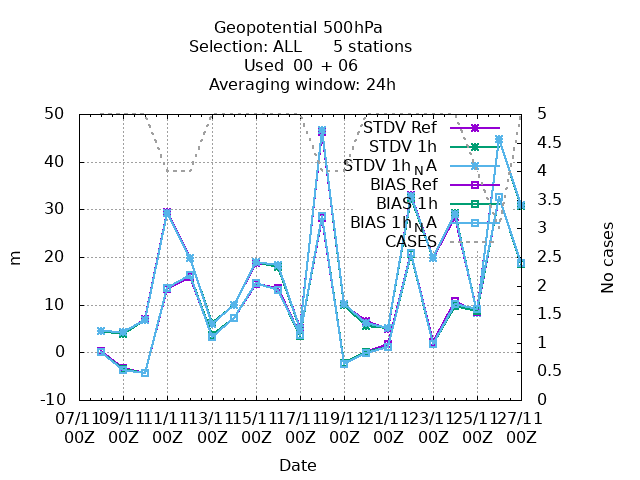 Geopotential 500hPa
Selection: ALL 5 stations
Used 00 + 06
Averaging window: 24h
50
40
30
20
10
0
-10
m
5
4.5
4
3.5
3
2.5
2
1.5
1
0.5
0
No cases
STDV Ref
STDV 1h
STDV 1h_NA
BIAS Ref
BIAS 1h
BIAS 1h_NA
CASES
07/11 09/11 11/11 13/11 15/11 17/11 19/11 21/11 23/11 25/11 27/11
00Z 00Z 00Z 00Z 00Z 00Z 00Z 00Z 00Z 00Z 00Z
Date